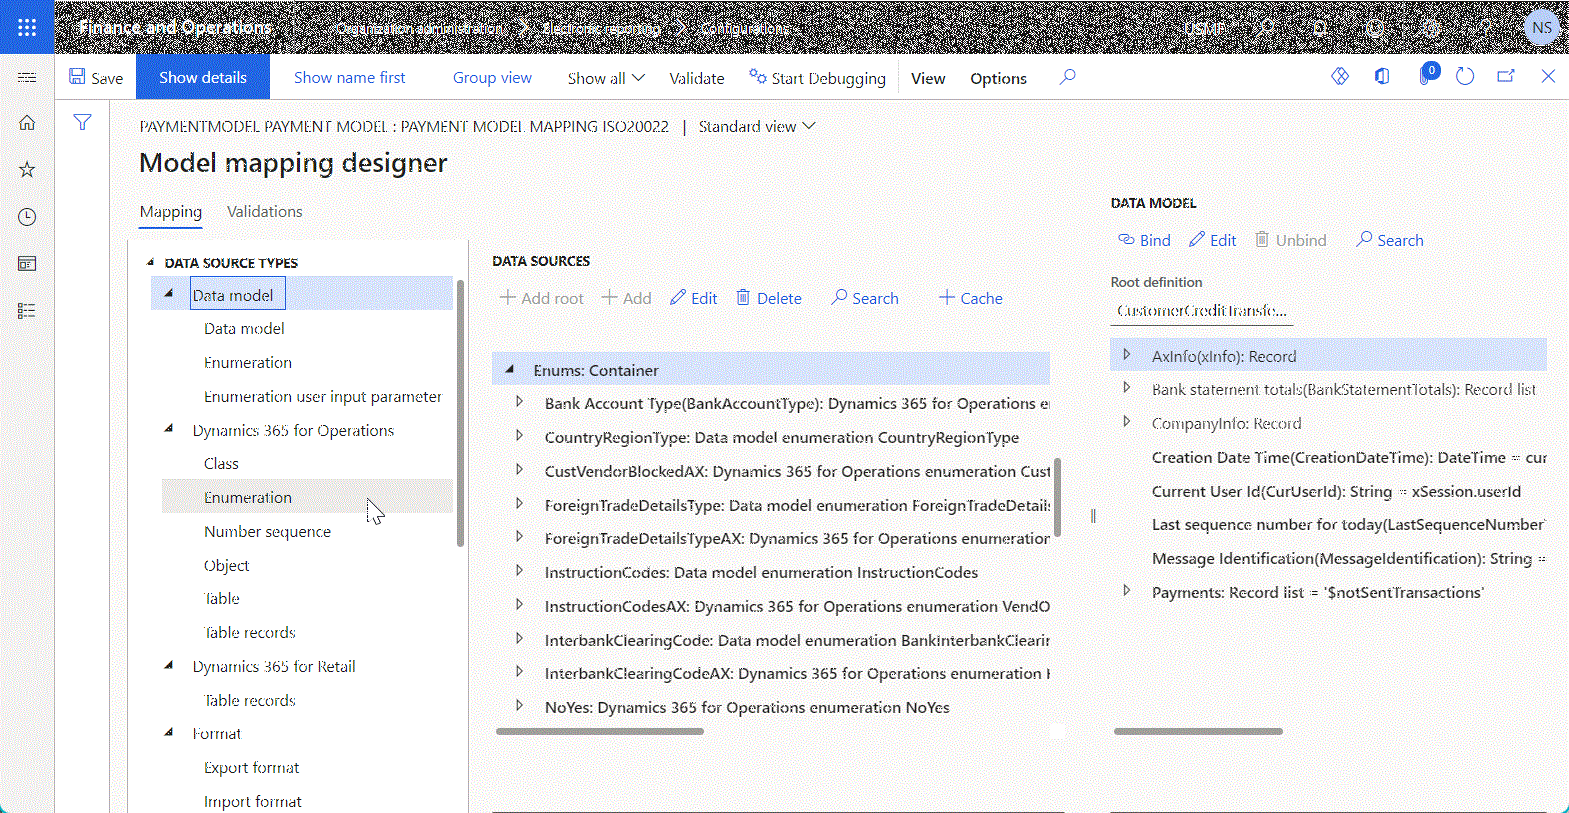 Finance and Operations
Organization administration
Electronic reporting
Configurations
USMF
NS
Save
Show details
Show name first
Group view
Show all
Validate
Start Debugging
View
Options
0
PAYMENTMODEL PAYMENT MODEL : PAYMENT MODEL MAPPING ISO20022 | Standard view
Model mapping designer
Mapping
Validations
DATA SOURCE TYPES
Data model
Data model
Enumeration
Enumeration user input parameter
Dynamics 365 for Operations
Class
Enumeration
Number sequence
Object
Table
Table records
Dynamics 365 for Retail
Table records
Format
Export format
Import format
DATA SOURCES
Add root
Add
Edit
Delete
Search
Cache
Enums: Container
Bank Account Type(BankAccountType): Dynamics 365 for Operations e
CountryRegionType: Data model enumeration CountryRegionType
CustVendorBlockedAX: Dynamics 365 for Operations enumeration Cust
ForeignTradeDetailsType: Data model enumeration ForeignTradeDetails
ForeignTradeDetailsTypeAX: Dynamics 365 for Operations enumeration
InstructionCodes: Data model enumeration InstructionCodes
InstructionCodesAX: Dynamics 365 for Operations enumeration VendO
InterbankClearingCode: Data model enumeration BankInterbankClearin
InterbankClearingCodeAX: Dynamics 365 for Operations enumeration
NoYes: Dynamics 365 for Operations enumeration NoYes
DATA MODEL
Bind
Edit
Unbind
Search
Root definition
CustomerCreditTransfe...
AxInfo(xInfo): Record
Bank statement totals(BankStatementTotals): Record list
CompanyInfo: Record
Creation Date Time(CreationDateTime): DateTime = cur
Current User Id(CurUserId): String = xSession.userId
Last sequence number for today(LastSequenceNumber
Message Identification(MessageIdentification): String =
Payments: Record list = '$notSentTransactions'